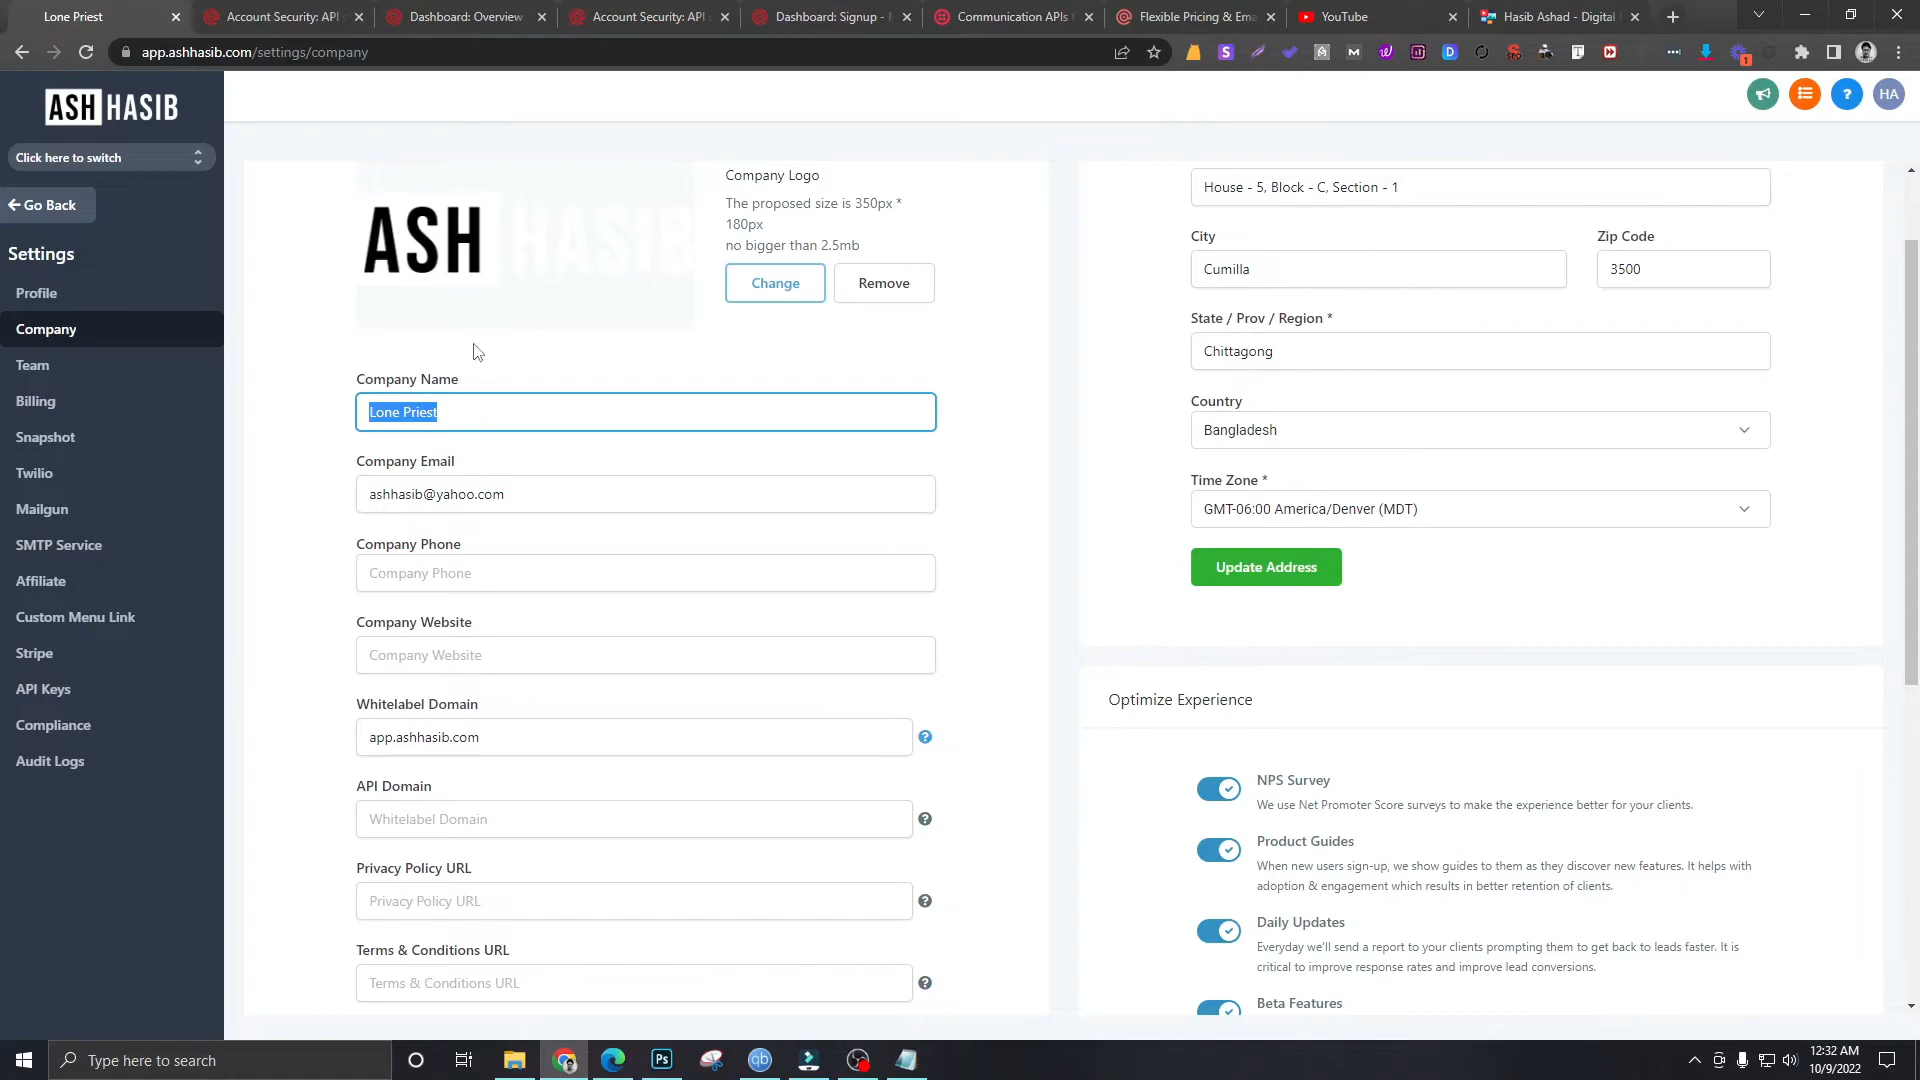 Lone Priest
Account Security: API
Dashboard: Overview
Account Security: API
Dashboard: Signup -
Communication APIs
Flexible Pricing & Ema
YouTube
Hasib Ashad - Digital
app.ashhasib.com/settings/company
ASH HASIB
Click here to switch
Go Back
Settings
Profile
Company
Team
Billing
Snapshot
Twilio
Mailgun
SMTP Service
Affiliate
Custom Menu Link
Stripe
API Keys
Compliance
Audit Logs
HA
ASH HASIB
Company Logo
The proposed size is 350px *
180px
no bigger than 2.5mb
Change
Remove
Company Name
Lone Priest
Company Email
ashhasib@yahoo.com
Company Phone
Company Phone
Company Website
Company Website
Whitelabel Domain
app.ashhasib.com
API Domain
Whitelabel Domain
Privacy Policy URL
Privacy Policy URL
Terms & Conditions URL
Terms & Conditions URL
House - 5, Block - C, Section - 1
City
Zip Code
Cumilla
3500
State / Prov / Region *
Chittagong
Country
Bangladesh
Time Zone *
GMT-06:00 America/Denver (MDT)
Update Address
Optimize Experience
NPS Survey
We use Net Promoter Score surveys to make the experience better for your clients.
Product Guides
When new users sign-up, we show guides to them as they discover new features. It helps with
adoption & engagement which results in better retention of clients.
Daily Updates
Everyday we'll send a report to your clients prompting them to get back to leads faster. It is
critical to improve response rates and improve lead conversions.
Beta Features
Type here to search
Ps
qb
12:32 AM
10/9/2022